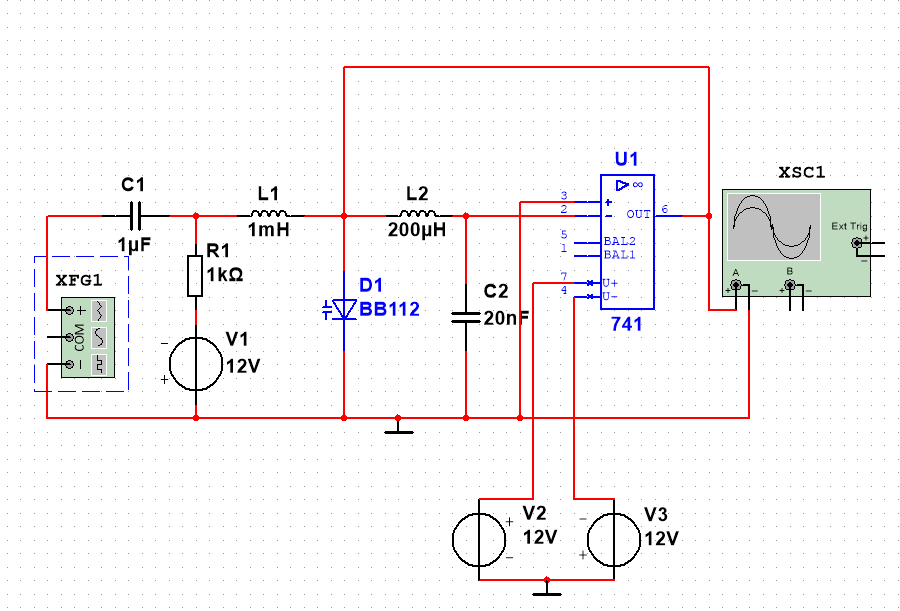 U1
XSC1
C1
L1
L2
3
+
∞
2
-
OUT
6
Ext Trig
+
-
1µF
1mH
200µH
5
BAL2
1
BAL1
R1
1kΩ
XFG1
A
B
+
-
+
-
7
U+
4
U-
D1
BB112
C2
20nF
741
+
COM
-
-
V1
12V
+
V2
12V
+
-
-
+
V3
12V